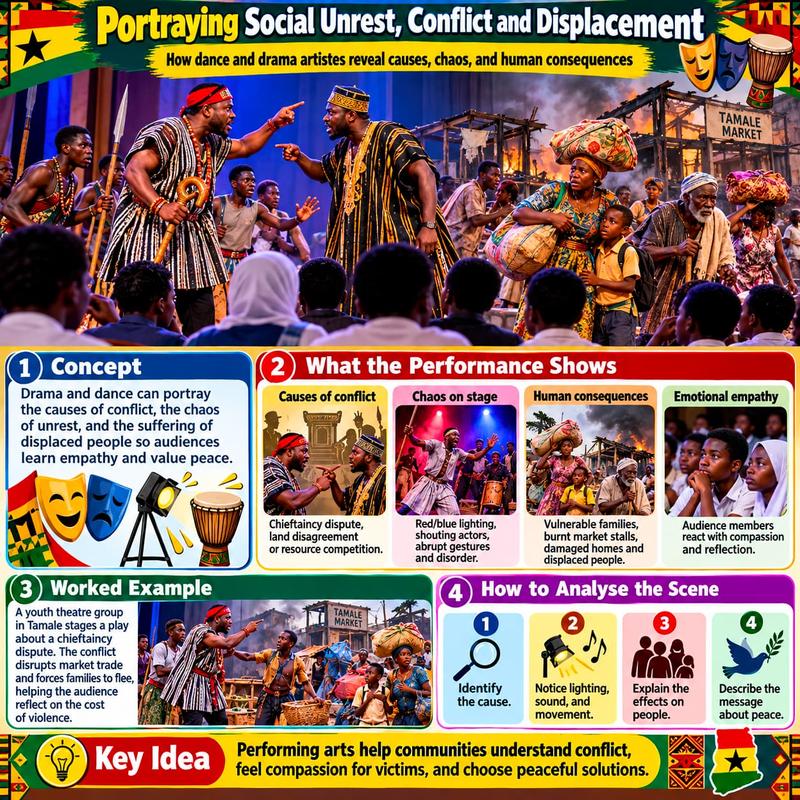 Portraying Social Unrest, Conflict and Displacement
How dance and drama artistes reveal causes, chaos, and human consequences
TAMALE
MARKET
1 Concept
Drama and dance can portray
the causes of conflict, the chaos
of unrest, and the suffering of
displaced people so audiences
learn empathy and value peace.
2 What the Performance Shows
Causes of conflict
Chieftaincy dispute,
land disagreement
or resource competition.
Chaos on stage
Red/blue lighting,
shouting actors,
abrupt gestures
and disorder.
Human consequences
Vulnerable families,
burnt market stalls,
damaged homes and
displaced people.
Emotional empathy
Audience members
react with compassion
and reflection.
3 Worked Example
A youth theatre group
in Tamale stages a play
about a chieftaincy
dispute. The conflict
disrupts market trade
and forces families to flee,
helping the audience
reflect on the cost
of violence.
TAMALE
MARKET
4 How to Analyse the Scene
1
Identify
the cause.
2
Notice lighting,
sound, and
movement.
3
Explain the
effects on
people.
4
Describe the
message
about peace.
Key Idea
Performing arts help communities understand conflict,
feel compassion for victims, and choose peaceful solutions.